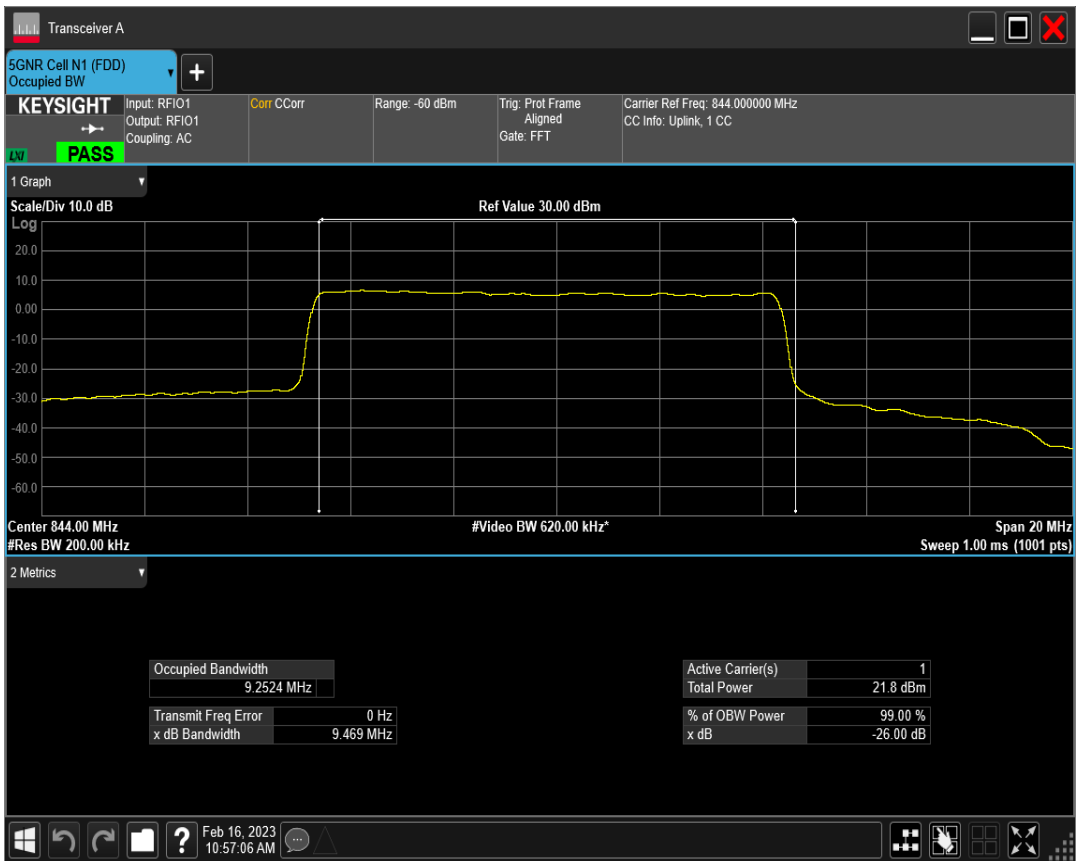 Transceiver A
5GNR Cell N1 (FDD)
Occupied BW
+
KEYSIGHT
LXI
PASS
Input: RFIO1
Output: RFIO1
Coupling: AC
Corr CCorr
Range: -60 dBm
Trig: Prot Frame
Aligned
Gate: FFT
Carrier Ref Freq: 844.000000 MHz
CC Info: Uplink, 1 CC
1 Graph
Scale/Div 10.0 dB
Ref Value 30.00 dBm
Log
20.0
10.0
0.00
-10.0
-20.0
-30.0
-40.0
-50.0
-60.0
Center 844.00 MHz
#Video BW 620.00 kHz*
Span 20 MHz
#Res BW 200.00 kHz
Sweep 1.00 ms (1001 pts)
2 Metrics
Occupied Bandwidth
9.2524 MHz
Transmit Freq Error 0 Hz
x dB Bandwidth 9.469 MHz
Active Carrier(s) 1
Total Power 21.8 dBm
% of OBW Power 99.00 %
x dB -26.00 dB
?
Feb 16, 2023
10:57:06 AM